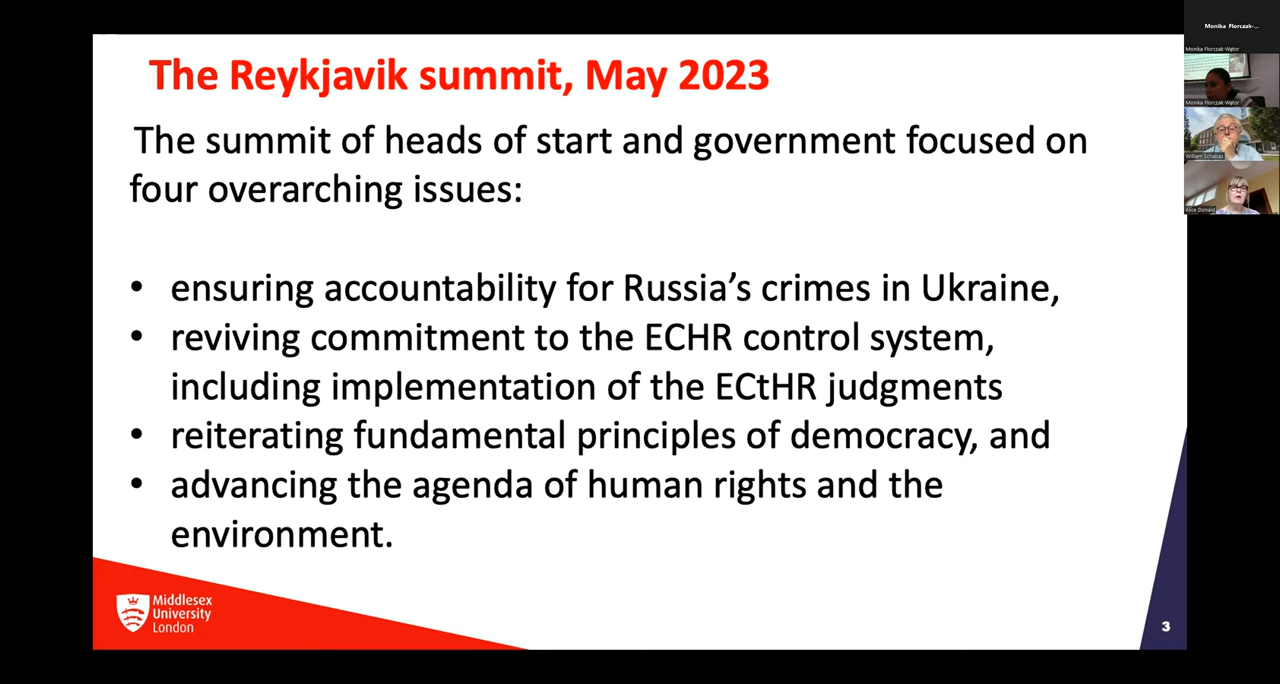 The Reykjavik summit, May 2023
The summit of heads of start and government focused on
four overarching issues:
• ensuring accountability for Russia’s crimes in Ukraine,
• reviving commitment to the ECHR control system,
including implementation of the ECtHR judgments
• reiterating fundamental principles of democracy, and
• advancing the agenda of human rights and the
environment.
Middlesex
University
London
3
Monika Florczak-...
Monika Florczak-Wątor
Monika Florczak-Wątor
William Schabas
Alice Donald